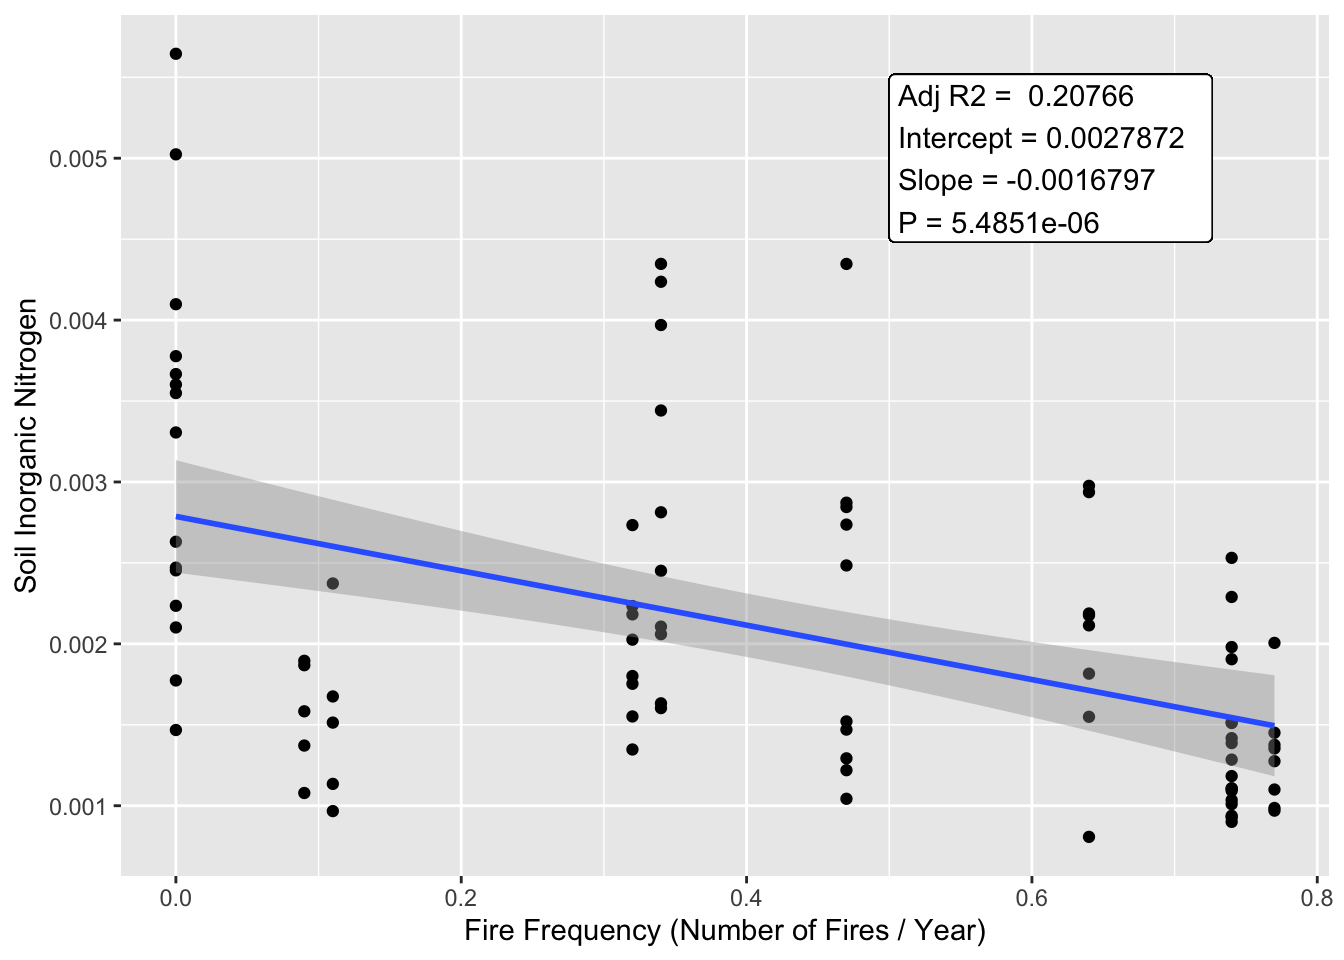 Adj R2 =  0.20766
Intercept = 0.0027872
Slope = -0.0016797
P = 5.4851e-06
0.005
0.004
0.003
0.002
0.001
Soil Inorganic Nitrogen
0.0
0.2
0.4
0.6
0.8
Fire Frequency (Number of Fires / Year)